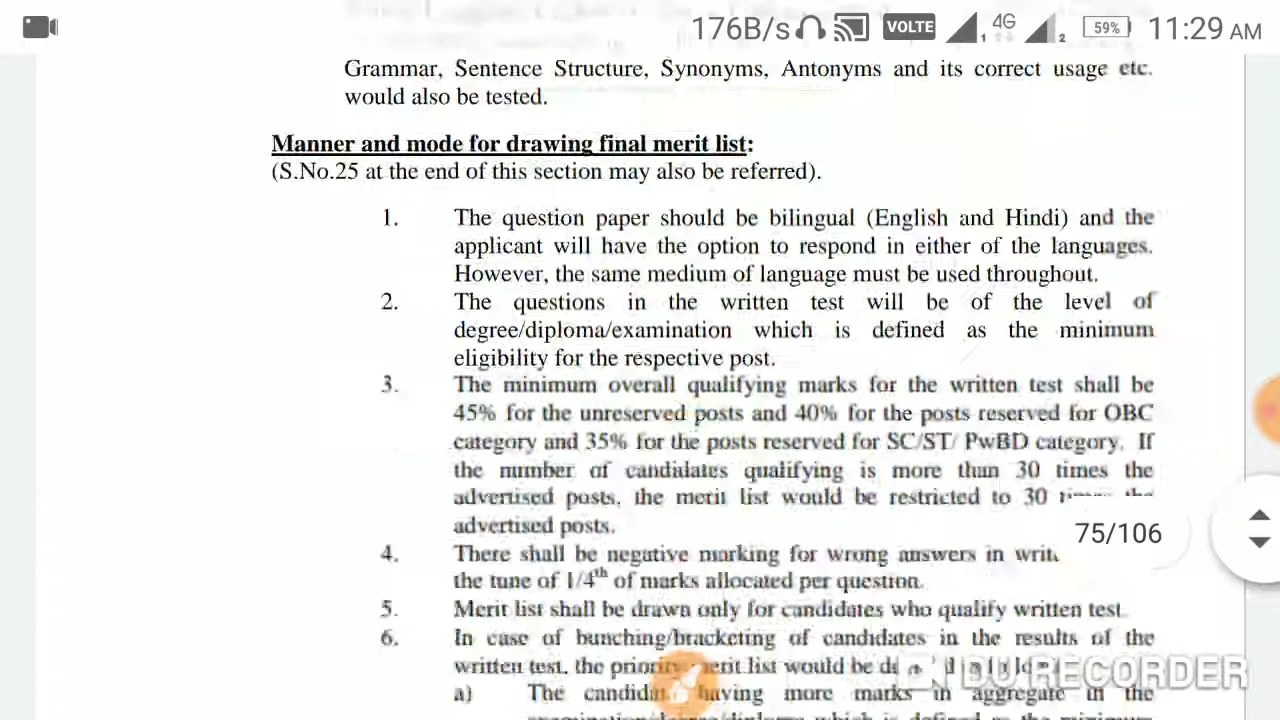 176B/s VOLTE 1 4G 2 59% 11:29 AM
Grammar, Sentence Structure, Synonyms, Antonyms and its correct usage etc.
would also be tested.
Manner and mode for drawing final merit list:
(S.No.25 at the end of this section may also be referred).
1. The question paper should be bilingual (English and Hindi) and the
applicant will have the option to respond in either of the languages.
However, the same medium of language must be used throughout.
2. The questions in the written test will be of the level of
degree/diploma/examination which is defined as the minimum
eligibility for the respective post.
3. The minimum overall qualifying marks for the written test shall be
45% for the unreserved posts and 40% for the posts reserved for OBC
category and 35% for the posts reserved for SC/ST/ PwBD category. If
the number of candidates qualifying is more than 30 times the
advertised posts, the merit list would be restricted to 30
advertised posts.
75/106
4. There shall be negative marking for wrong answers in
the tune of 1/4th of marks allocated per question.
5. Merit list shall be drawn only for candidates who qualify written test
6. In case of bunching/bracketing of candidates in the results of the
written test, the would be
DU RECORDER
a) The having more marks in aggregate in the